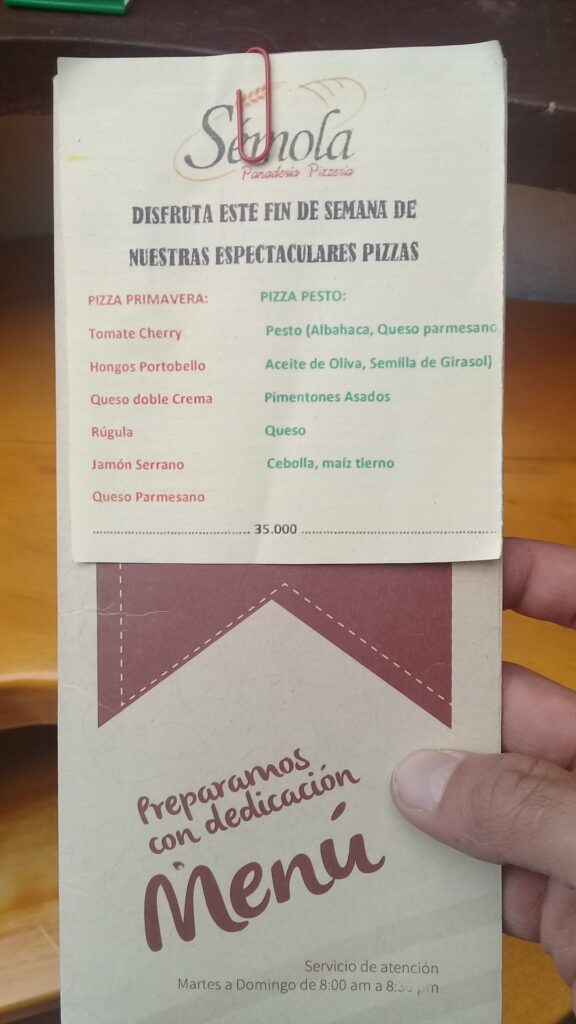 Sémola
Panadería Pizzería
DISFRUTA ESTE FIN DE SEMANA DE
NUESTRAS ESPECTACULARES PIZZAS
PIZZA PRIMAVERA:
Tomate Cherry
Hongos Portobello
Queso doble Crema
Rúgula
Jamón Serrano
Queso Parmesano
PIZZA PESTO:
Pesto (Albahaca, Queso parmesano
Aceite de Oliva, Semilla de Girasol)
Pimentones Asados
Queso
Cebolla, maíz tierno
35.000
Preparamos
con dedicación
Menú
Servicio de atención
Martes a Domingo de 8:00 am a 8:30 pm